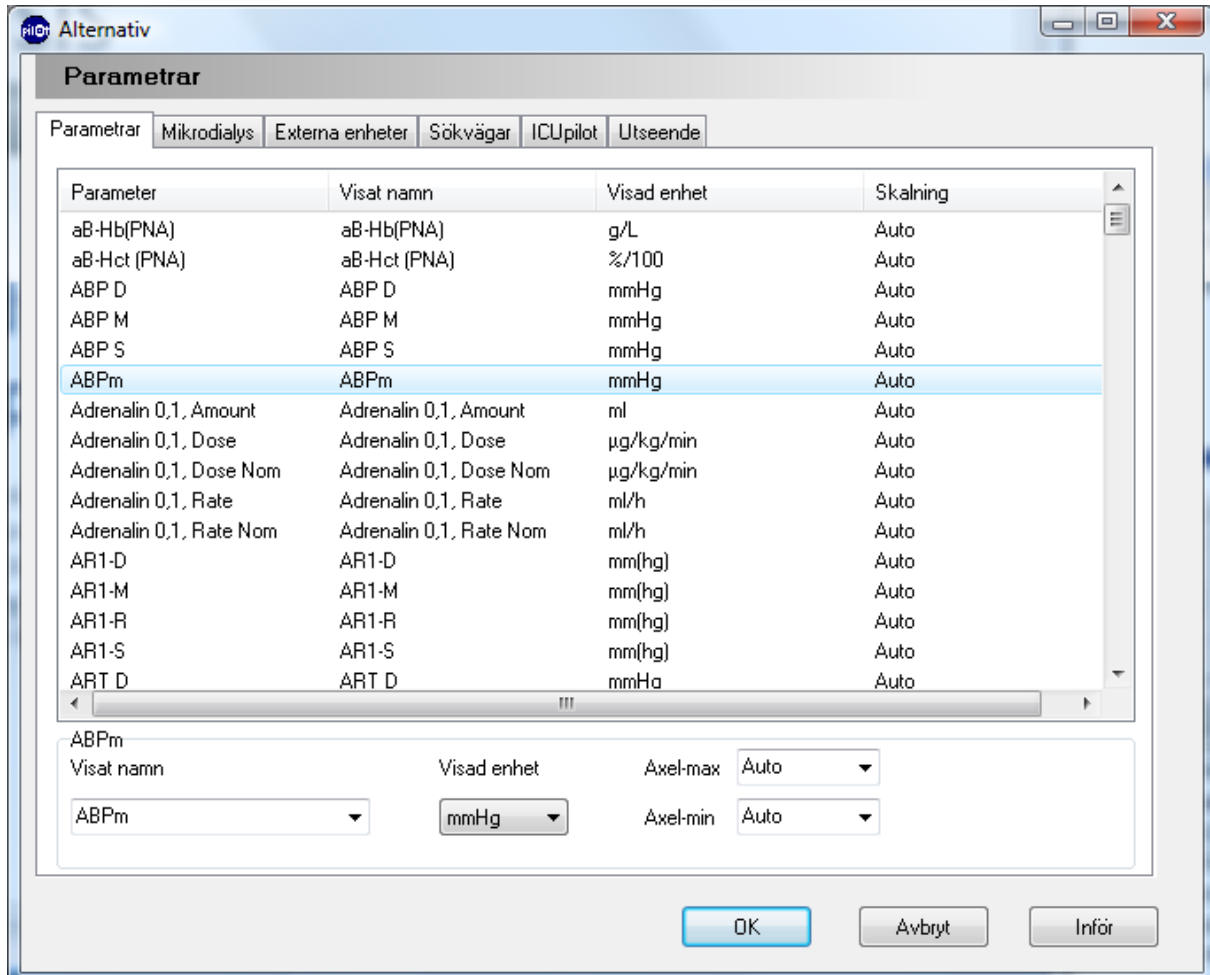 PILOt Alternativ
Parametrar
Parametrar Mikrodialys Externa enheter Sökvägar ICUpilot Utseende
Parameter Visat namn Visad enhet Skalning
aB-Hb(PNA) aB-Hb(PNA) g/L Auto
aB-Hct (PNA) aB-Hct (PNA) %/100 Auto
ABP D ABP D mmHg Auto
ABP M ABP M mmHg Auto
ABP S ABP S mmHg Auto
ABPm ABPm mmHg Auto
Adrenalin 0,1, Amount Adrenalin 0,1, Amount ml Auto
Adrenalin 0,1, Dose Adrenalin 0,1, Dose µg/kg/min Auto
Adrenalin 0,1, Dose Nom Adrenalin 0,1, Dose Nom µg/kg/min Auto
Adrenalin 0,1, Rate Adrenalin 0,1, Rate ml/h Auto
Adrenalin 0,1, Rate Nom Adrenalin 0,1, Rate Nom ml/h Auto
AR1-D AR1-D mm(hg) Auto
AR1-M AR1-M mm(hg) Auto
AR1-R AR1-R mm(hg) Auto
AR1-S AR1-S mm(hg) Auto
ART D ART D mmHg Auto
ABPm
Visat namn Visad enhet Axel-max Auto
ABPm mmHg Axel-min Auto
OK Avbryt Inför